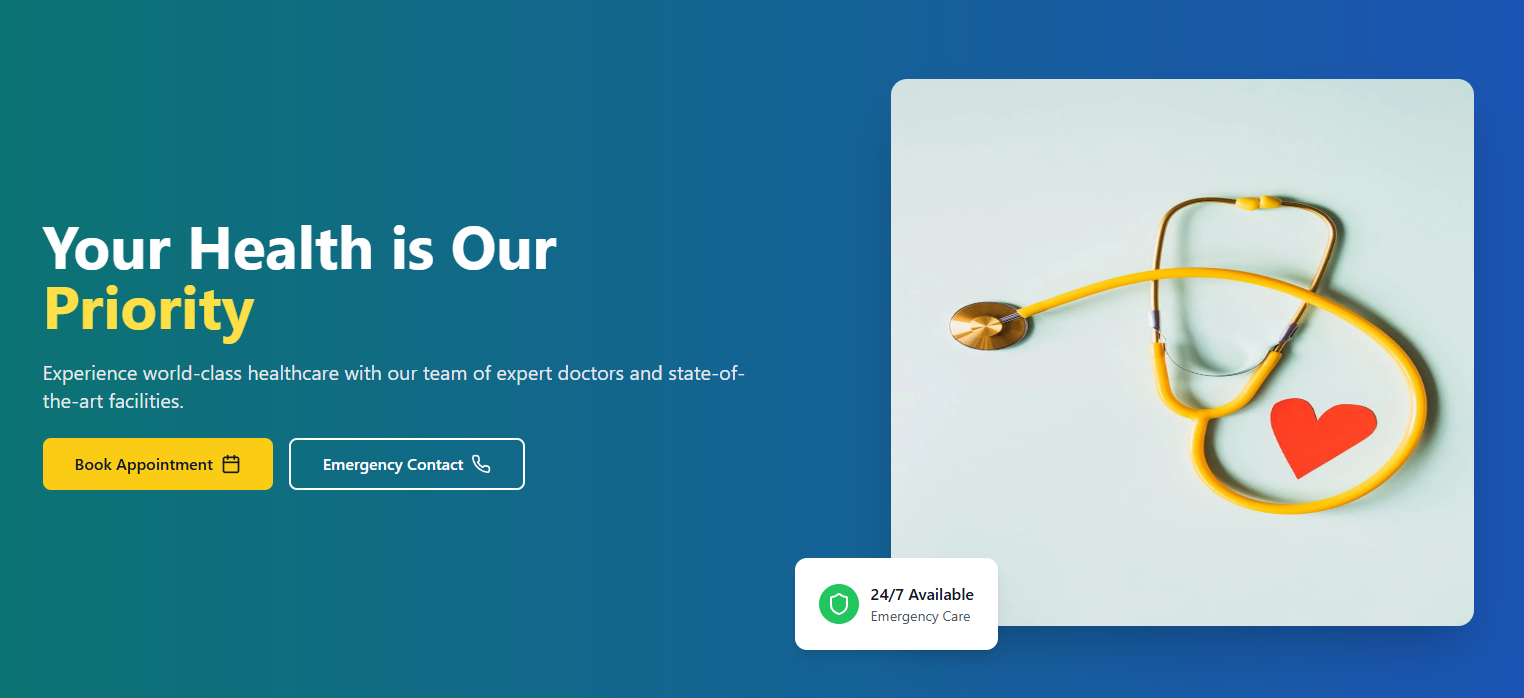 Your Health is Our
Priority
Experience world-class healthcare with our team of expert doctors and state-of-
the-art facilities.
Book Appointment
Emergency Contact
24/7 Available
Emergency Care